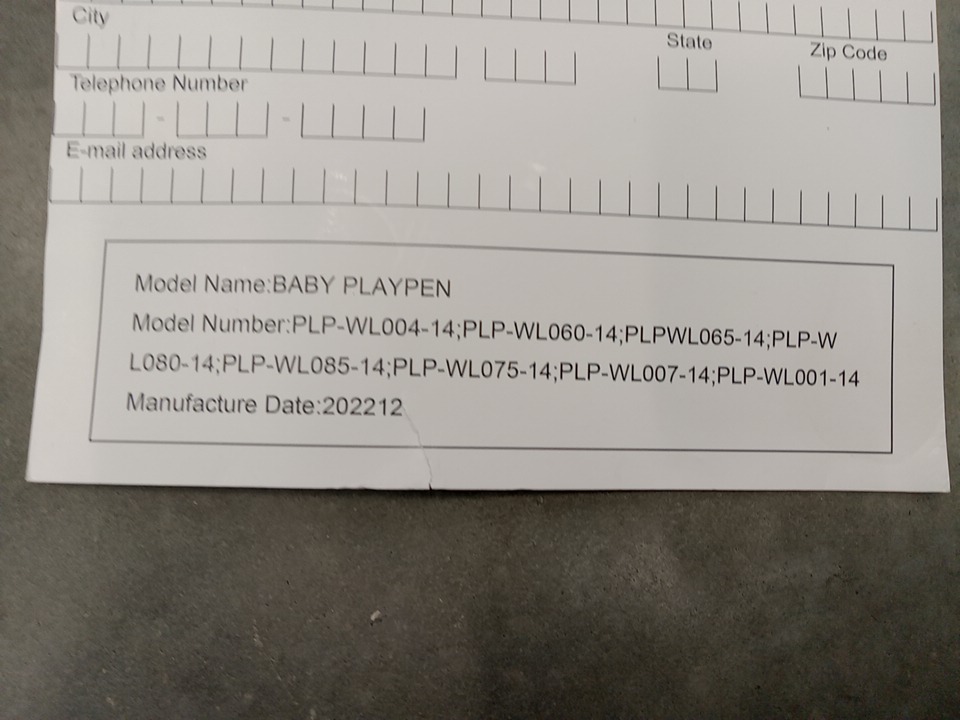 City
State Zip Code
Telephone Number
- -
E-mail address
Model Name:BABY PLAYPEN
Model Number:PLP-WL004-14;PLP-WL060-14;PLPWL065-14;PLP-W
L080-14;PLP-WL085-14;PLP-WL075-14;PLP-WL007-14;PLP-WL001-14
Manufacture Date:202212